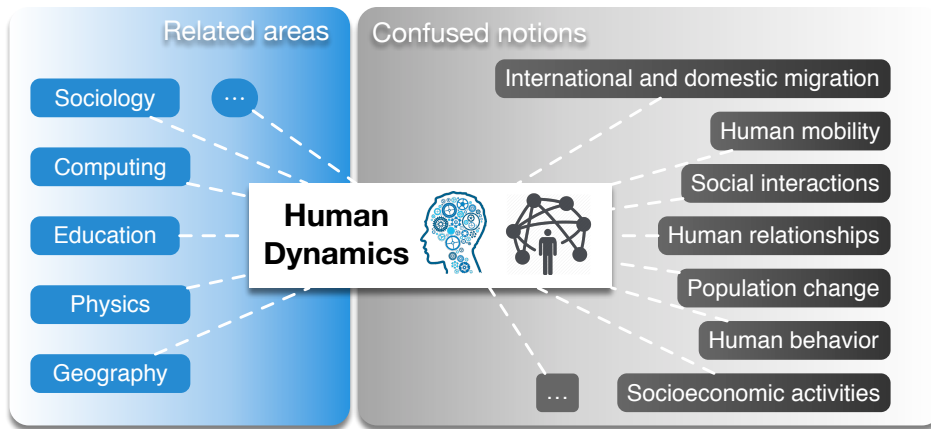 Related areas
Sociology
...
Computing
Education
Physics
Geography
Human
Dynamics
Confused notions
International and domestic migration
Human mobility
Social interactions
Human relationships
Population change
Human behavior
Socioeconomic activities
...